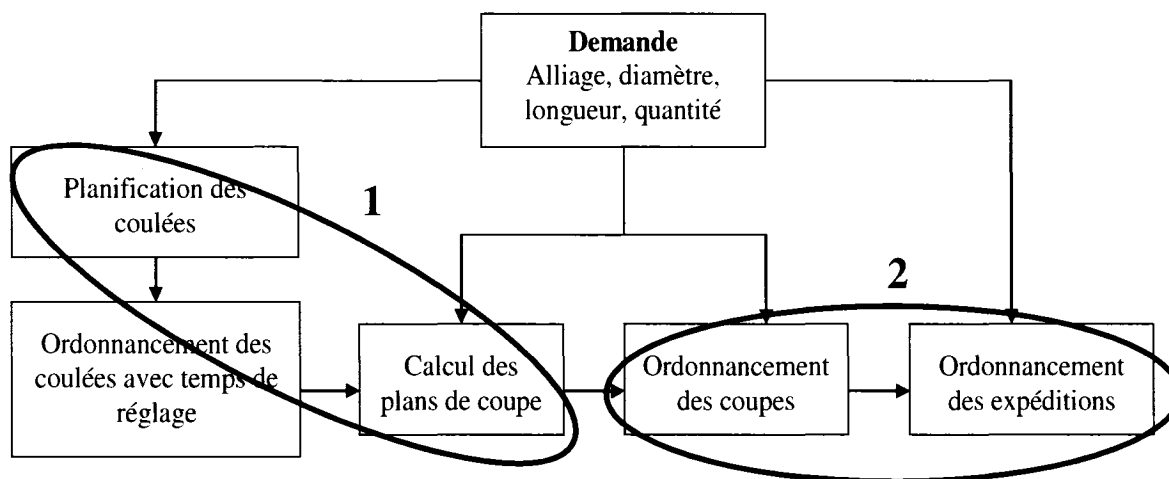 Demande
Alliage, diamètre,
longueur, quantité
Planification des
coulées
1
2
Ordonnancement des
coulées avec temps de
réglage
Calcul des
plans de coupe
Ordonnancement
des coupes
Ordonnancement
des expéditions